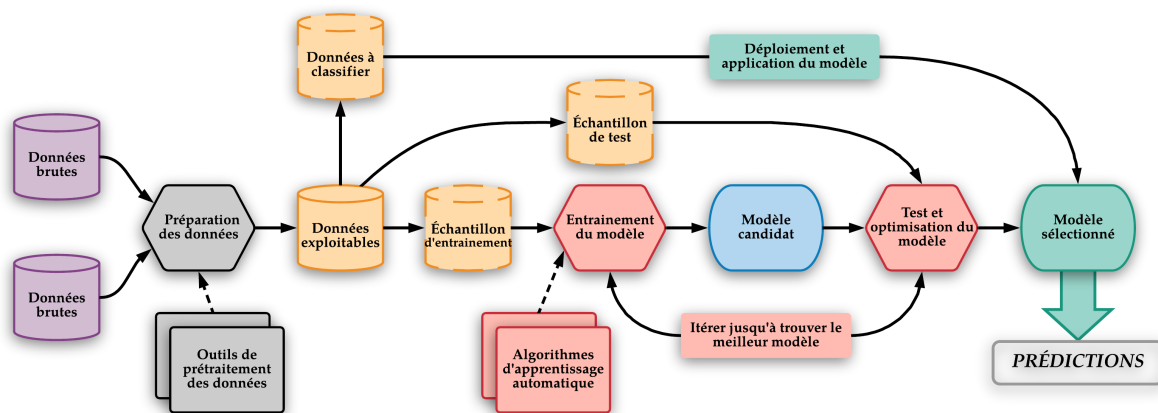 Données à
classifier
Déploiement et
application du modèle
Échantillon
de test
Données
brutes
Préparation
des données
Données
exploitables
Échantillon
d'entrainement
Entrainement
du modèle
Modèle
candidat
Test et
optimisation du
modèle
Modèle
sélectionné
Données
brutes
Outils de
prétraitement
des données
Algorithmes
d'apprentissage
automatique
Itérer jusqu'à trouver le
meilleur modèle
PRÉDICTIONS